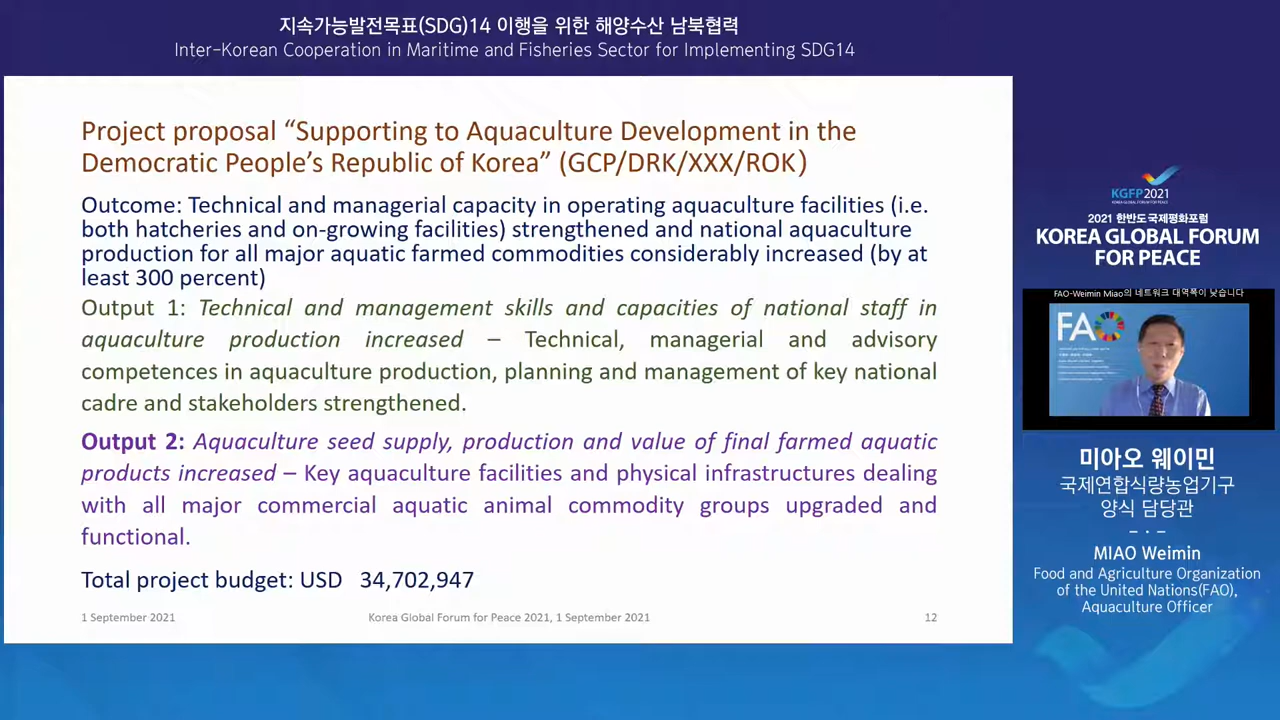 지속가능발전목표(SDG)14 이행을 위한 해양수산 남북협력
Inter-Korean Cooperation in Maritime and Fisheries Sector for Implementing SDG14
Project proposal “Supporting to Aquaculture Development in the
Democratic People’s Republic of Korea” (GCP/DRK/XXX/ROK)
Outcome: Technical and managerial capacity in operating aquaculture facilities (i.e.
both hatcheries and on-growing facilities) strengthened and national aquaculture
production for all major aquatic farmed commodities considerably increased (by at
least 300 percent)
Output 1: Technical and management skills and capacities of national staff in
aquaculture production increased – Technical, managerial and advisory
competences in aquaculture production, planning and management of key national
cadre and stakeholders strengthened.
Output 2: Aquaculture seed supply, production and value of final farmed aquatic
products increased – Key aquaculture facilities and physical infrastructures dealing
with all major commercial aquatic animal commodity groups upgraded and
functional.
Total project budget: USD 34,702,947
1 September 2021
Korea Global Forum for Peace 2021, 1 September 2021
12
KGFP2021
KOREA GLOBAL FORUM FOR PEACE
2021 한반도국제평화포럼
KOREA GLOBAL FORUM
FOR PEACE
FAO-Weimin Miao의 네트워크 대역폭이 낮습니다
FAO
미아오 웨이민
국제연합식량농업기구
양식 담당관
MIAO Weimin
Food and Agriculture Organization
of the United Nations(FAO),
Aquaculture Officer